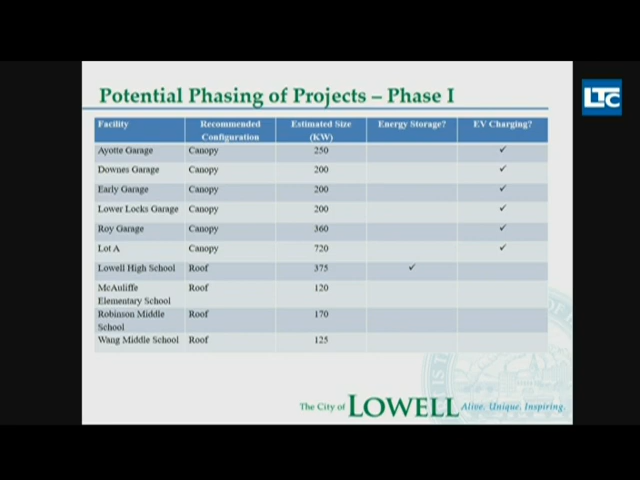 LTC
Potential Phasing of Projects – Phase I
Facility Recommended Configuration Estimated Size (KW) Energy Storage? EV Charging?
Ayotte Garage Canopy 250 ✓
Downes Garage Canopy 200 ✓
Early Garage Canopy 200 ✓
Lower Locks Garage Canopy 200 ✓
Roy Garage Canopy 360 ✓
Lot A Canopy 720 ✓
Lowell High School Roof 375 ✓
McAuliffe Elementary School Roof 120
Robinson Middle School Roof 170
Wang Middle School Roof 125
The City of LOWELL Alive. Unique. Inspiring.